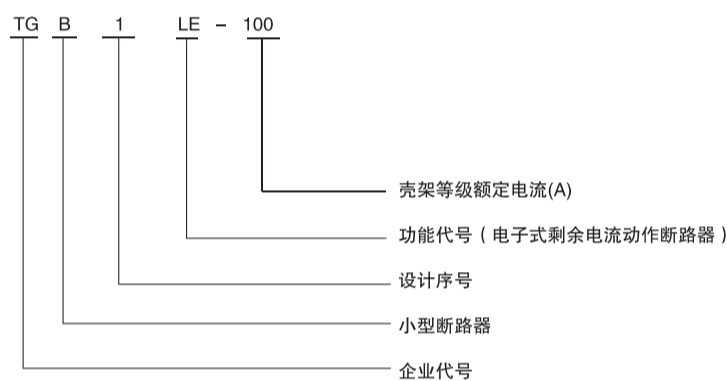 TG B 1 LE – 100
壳架等级额定电流(A)
功能代号（电子式剩余电流动作断路器）
设计序号
小型断路器
企业代号